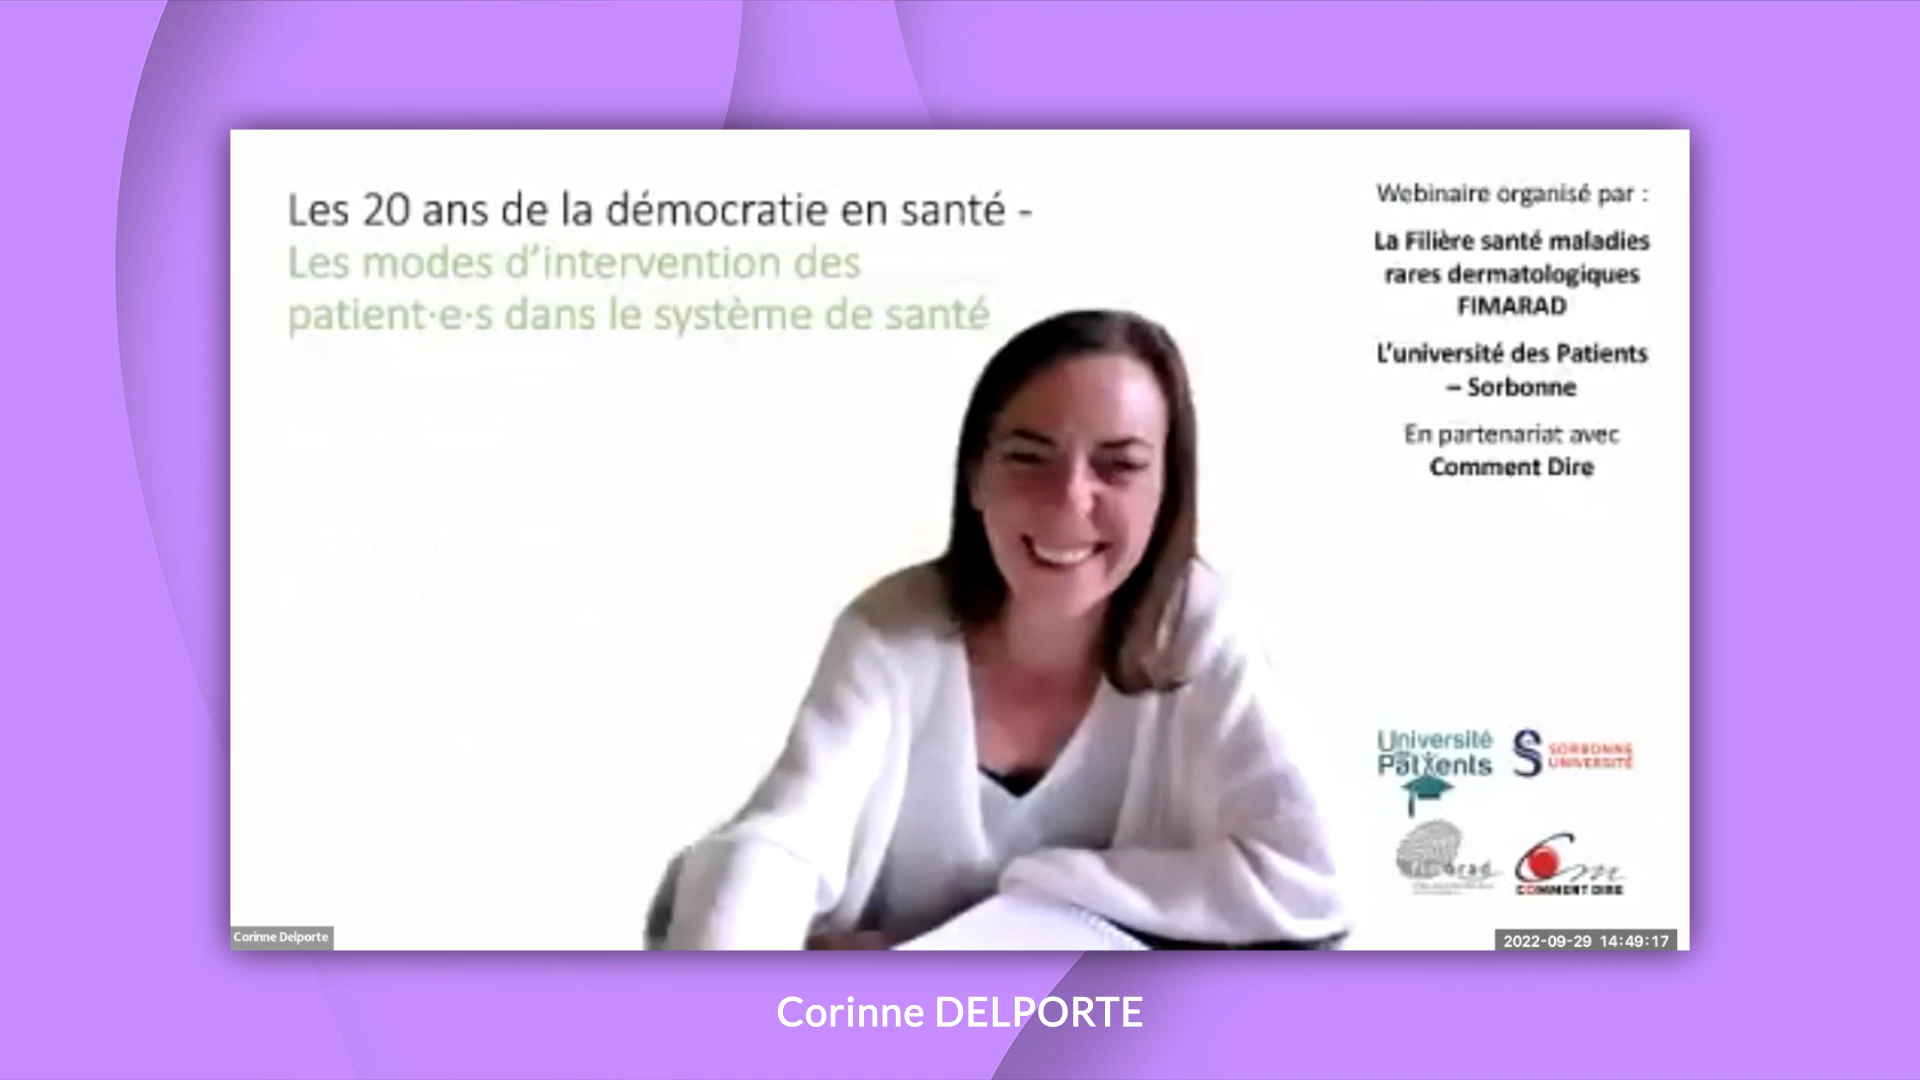 Les 20 ans de la démocratie en santé -
Les modes d’intervention des
patient·e·s dans le système de santé
Webinaire organisé par :
La Filière santé maladies
rares dermatologiques
FIMARAD
L’université des Patients
– Sorbonne
En partenariat avec
Comment Dire
Université
Patients
SORBONNE
UNIVERSITÉ
fimarad
COMMENT DIRE
Corinne Delporte
2022-09-29 14:49:17
Corinne DELPORTE